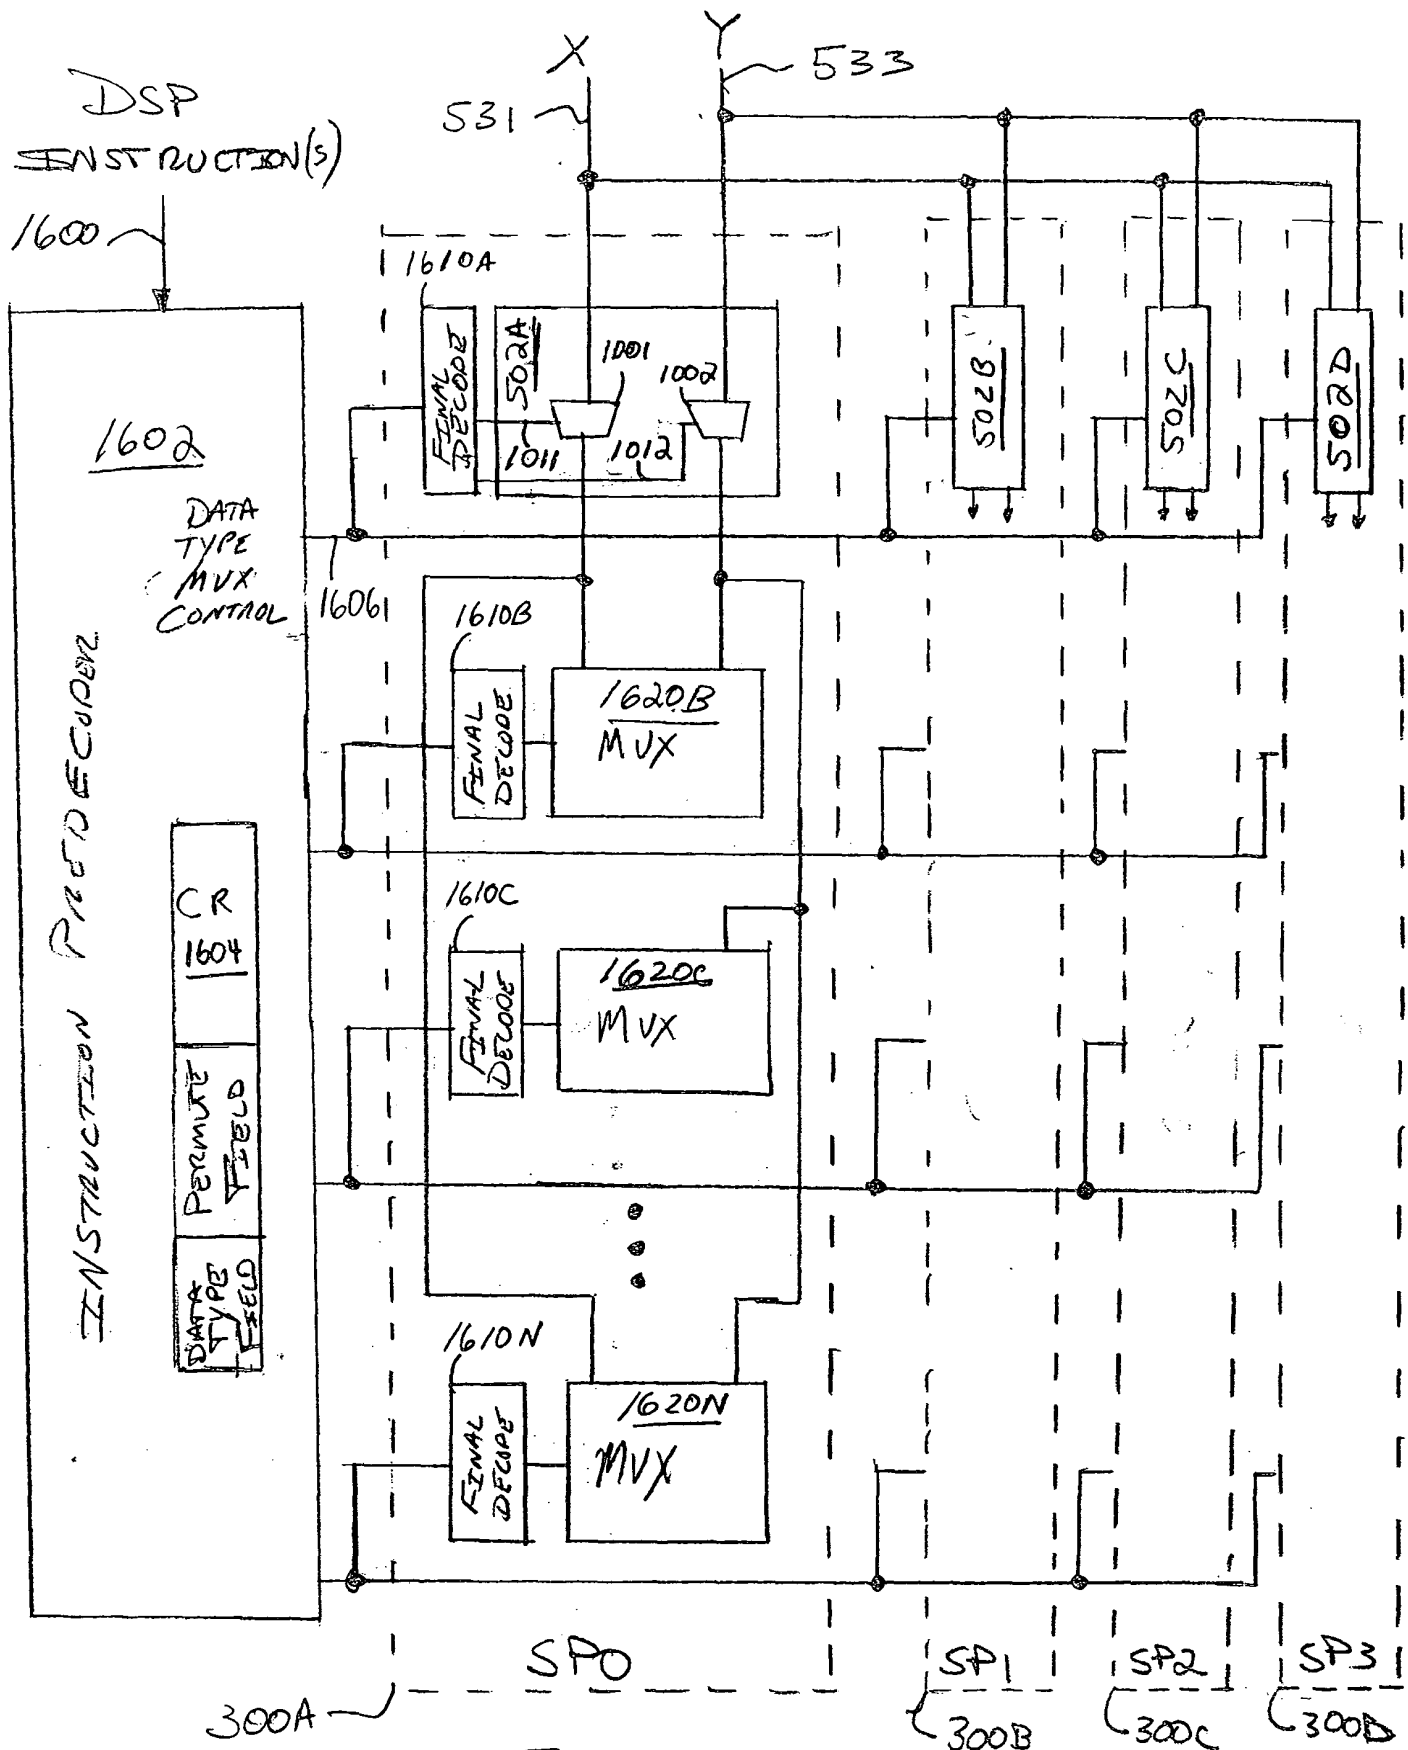 X
Y
533
531
DSP
INSTRUCTION(S)
1600
1610A
FINAL
DECODE
502A
1001
1002
1011
1012
502B
502C
502D
1602
DATA
TYPE
MUX
CONTROL
1606
1610B
FINAL
DECODE
1620B
MUX
INSTRUCTION PREDECODER
CR
1604
PERMUTE
FIELD
DATA
TYPE
FIELD
1610C
FINAL
DECODE
1620C
MUX
1610N
FINAL
DECODE
1620N
MUX
SP0
SP1
SP2
SP3
300A
300B
300C
300D